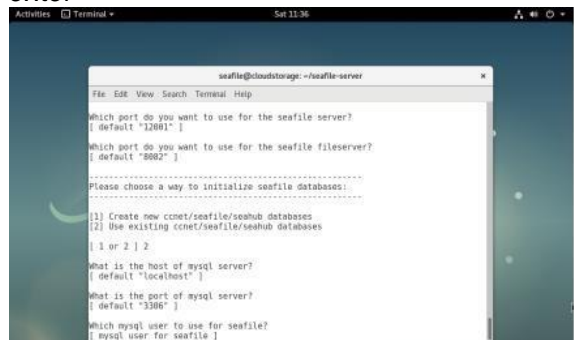 enter
Activities Terminal Sat 11:36
seafile@cloudstorage: ~/seafile-server
File Edit View Search Terminal Help
Which port do you want to use for the seafile server?
[ default "12001" ]
Which port do you want to use for the seafile fileserver?
[ default "8082" ]
-----------------------------------------------------------------
Please choose a way to initialize seafile databases:
-----------------------------------------------------------------
[1] Create new ccnet/seafile/seahub databases
[2] Use existing ccnet/seafile/seahub databases
[ 1 or 2 ] 2
What is the host of mysql server?
[ default "localhost" ]
What is the port of mysql server?
[ default "3306" ]
Which mysql user to use for seafile?
[ mysql user for seafile ]